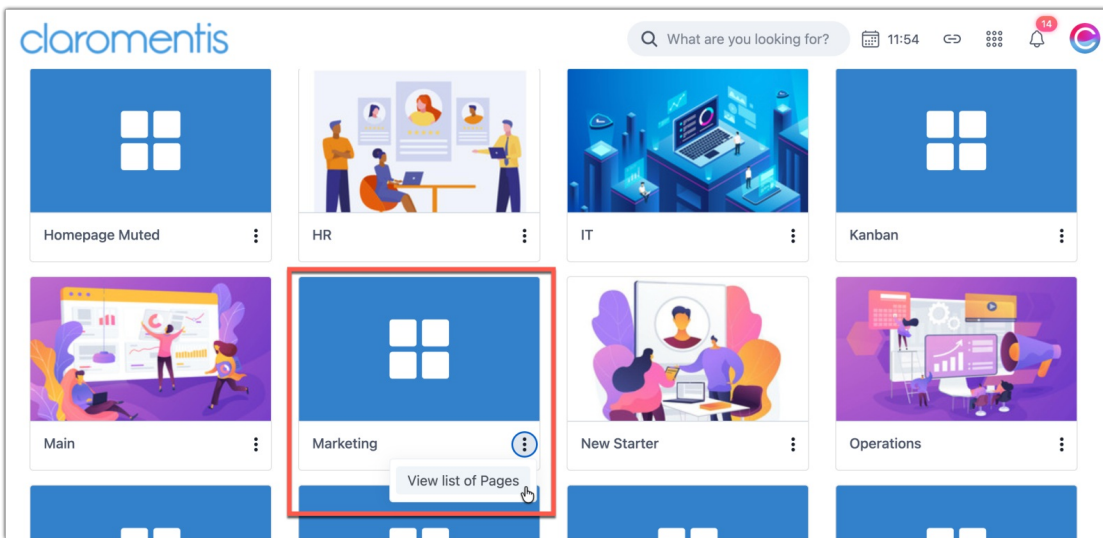 claromentis
What are you looking for?
11:54
14
Homepage Muted
HR
IT
Kanban
Main
Marketing
New Starter
Operations
View list of Pages